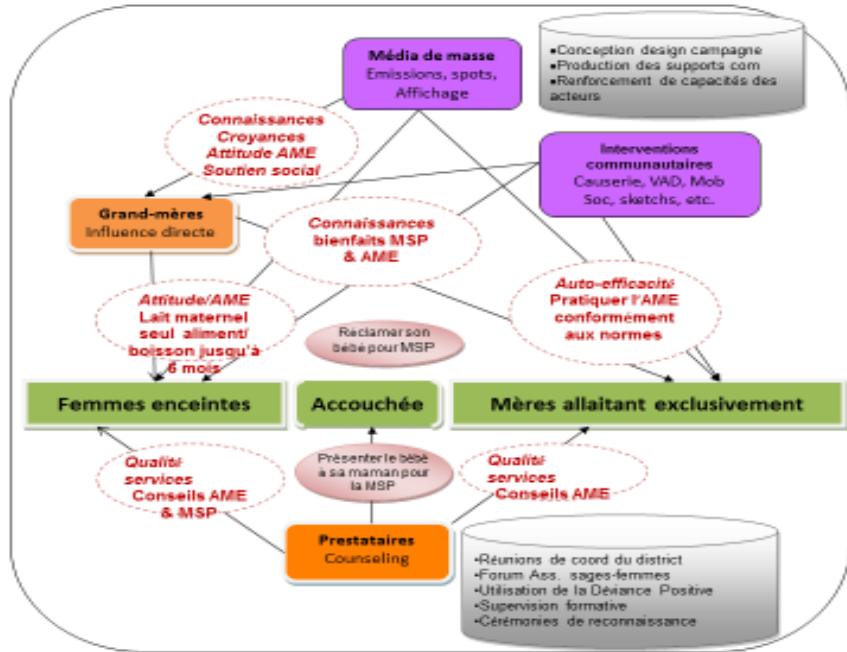 Média de masse
Emissions, spots,
Affichage
•Conception design campagne
•Production des supports com
•Renforcement de capacités des
acteurs
Connaissances
Croyances
Attitude AME
Soutien social
Interventions
communautaires
Causerie, VAD, Mob
Soc, sketchs, etc.
Grand-mères
Influence directe
Connaissances
bienfaits MSP
& AME
Attitude/AME
Lait maternel
seul aliment/
boisson jusqu'à
6 mois
Auto-efficacité
Pratiquer l'AME
conformément
aux normes
Réclamer son
bébé pour MSP
Femmes enceintes
Accouchée
Mères allaitant exclusivement
Qualité
services
Conseils AME
& MSP
Présenter le bébé
à sa maman pour
la MSP
Qualité
services
Conseils AME
Prestataires
Counseling
•Réunions de coord du district
•Forum Ass. sages-femmes
•Utilisation de la Déviance Positive
•Supervision formative
•Cérémonies de reconnaissance